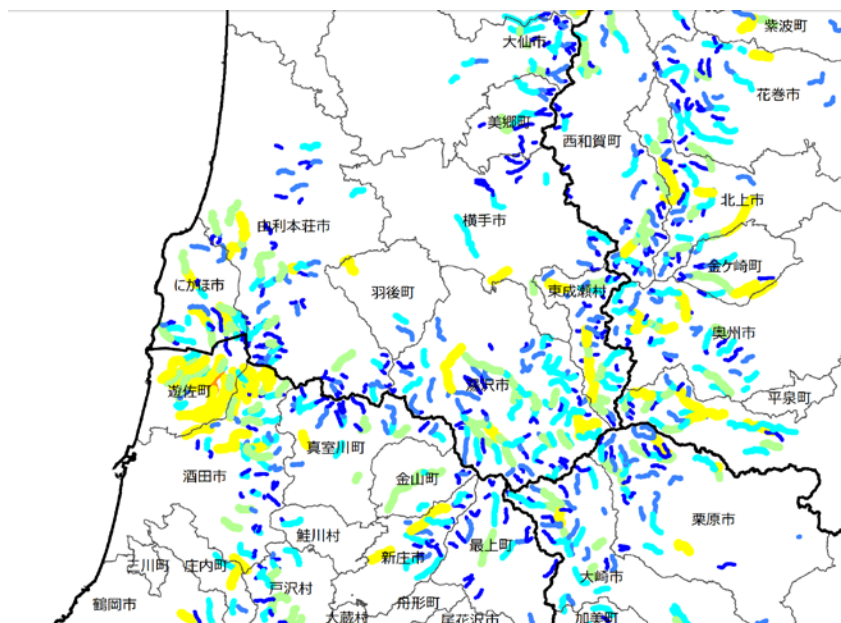 紫波町
大仙市
花巻市
美郷町
西和賀町
北上市
横手市
由利本荘市
金ケ崎町
にかほ市
羽後町
東成瀬村
奥州市
湯沢市
遊佐町
平泉町
真室川町
酒田市
金山町
栗原市
鮭川村
最上町
新庄市
三川町
庄内町
大崎市
戸沢村
鶴岡市
舟形町
大蔵村
尾花沢市
加美町